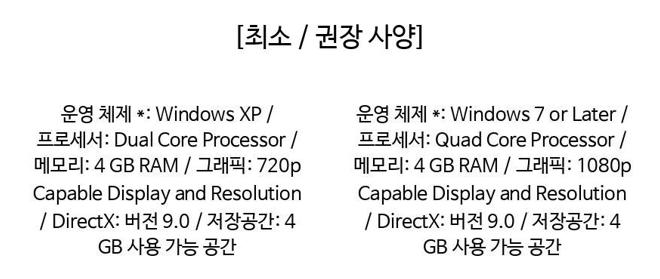 [최소 / 권장 사양]
운영 체제 *: Windows XP /
프로세서: Dual Core Processor /
메모리: 4 GB RAM / 그래픽: 720p
Capable Display and Resolution
/ DirectX: 버전 9.0 / 저장공간: 4
GB 사용 가능 공간
운영 체제 *: Windows 7 or Later /
프로세서: Quad Core Processor /
메모리: 4 GB RAM / 그래픽: 1080p
Capable Display and Resolution
/ DirectX: 버전 9.0 / 저장공간: 4
GB 사용 가능 공간